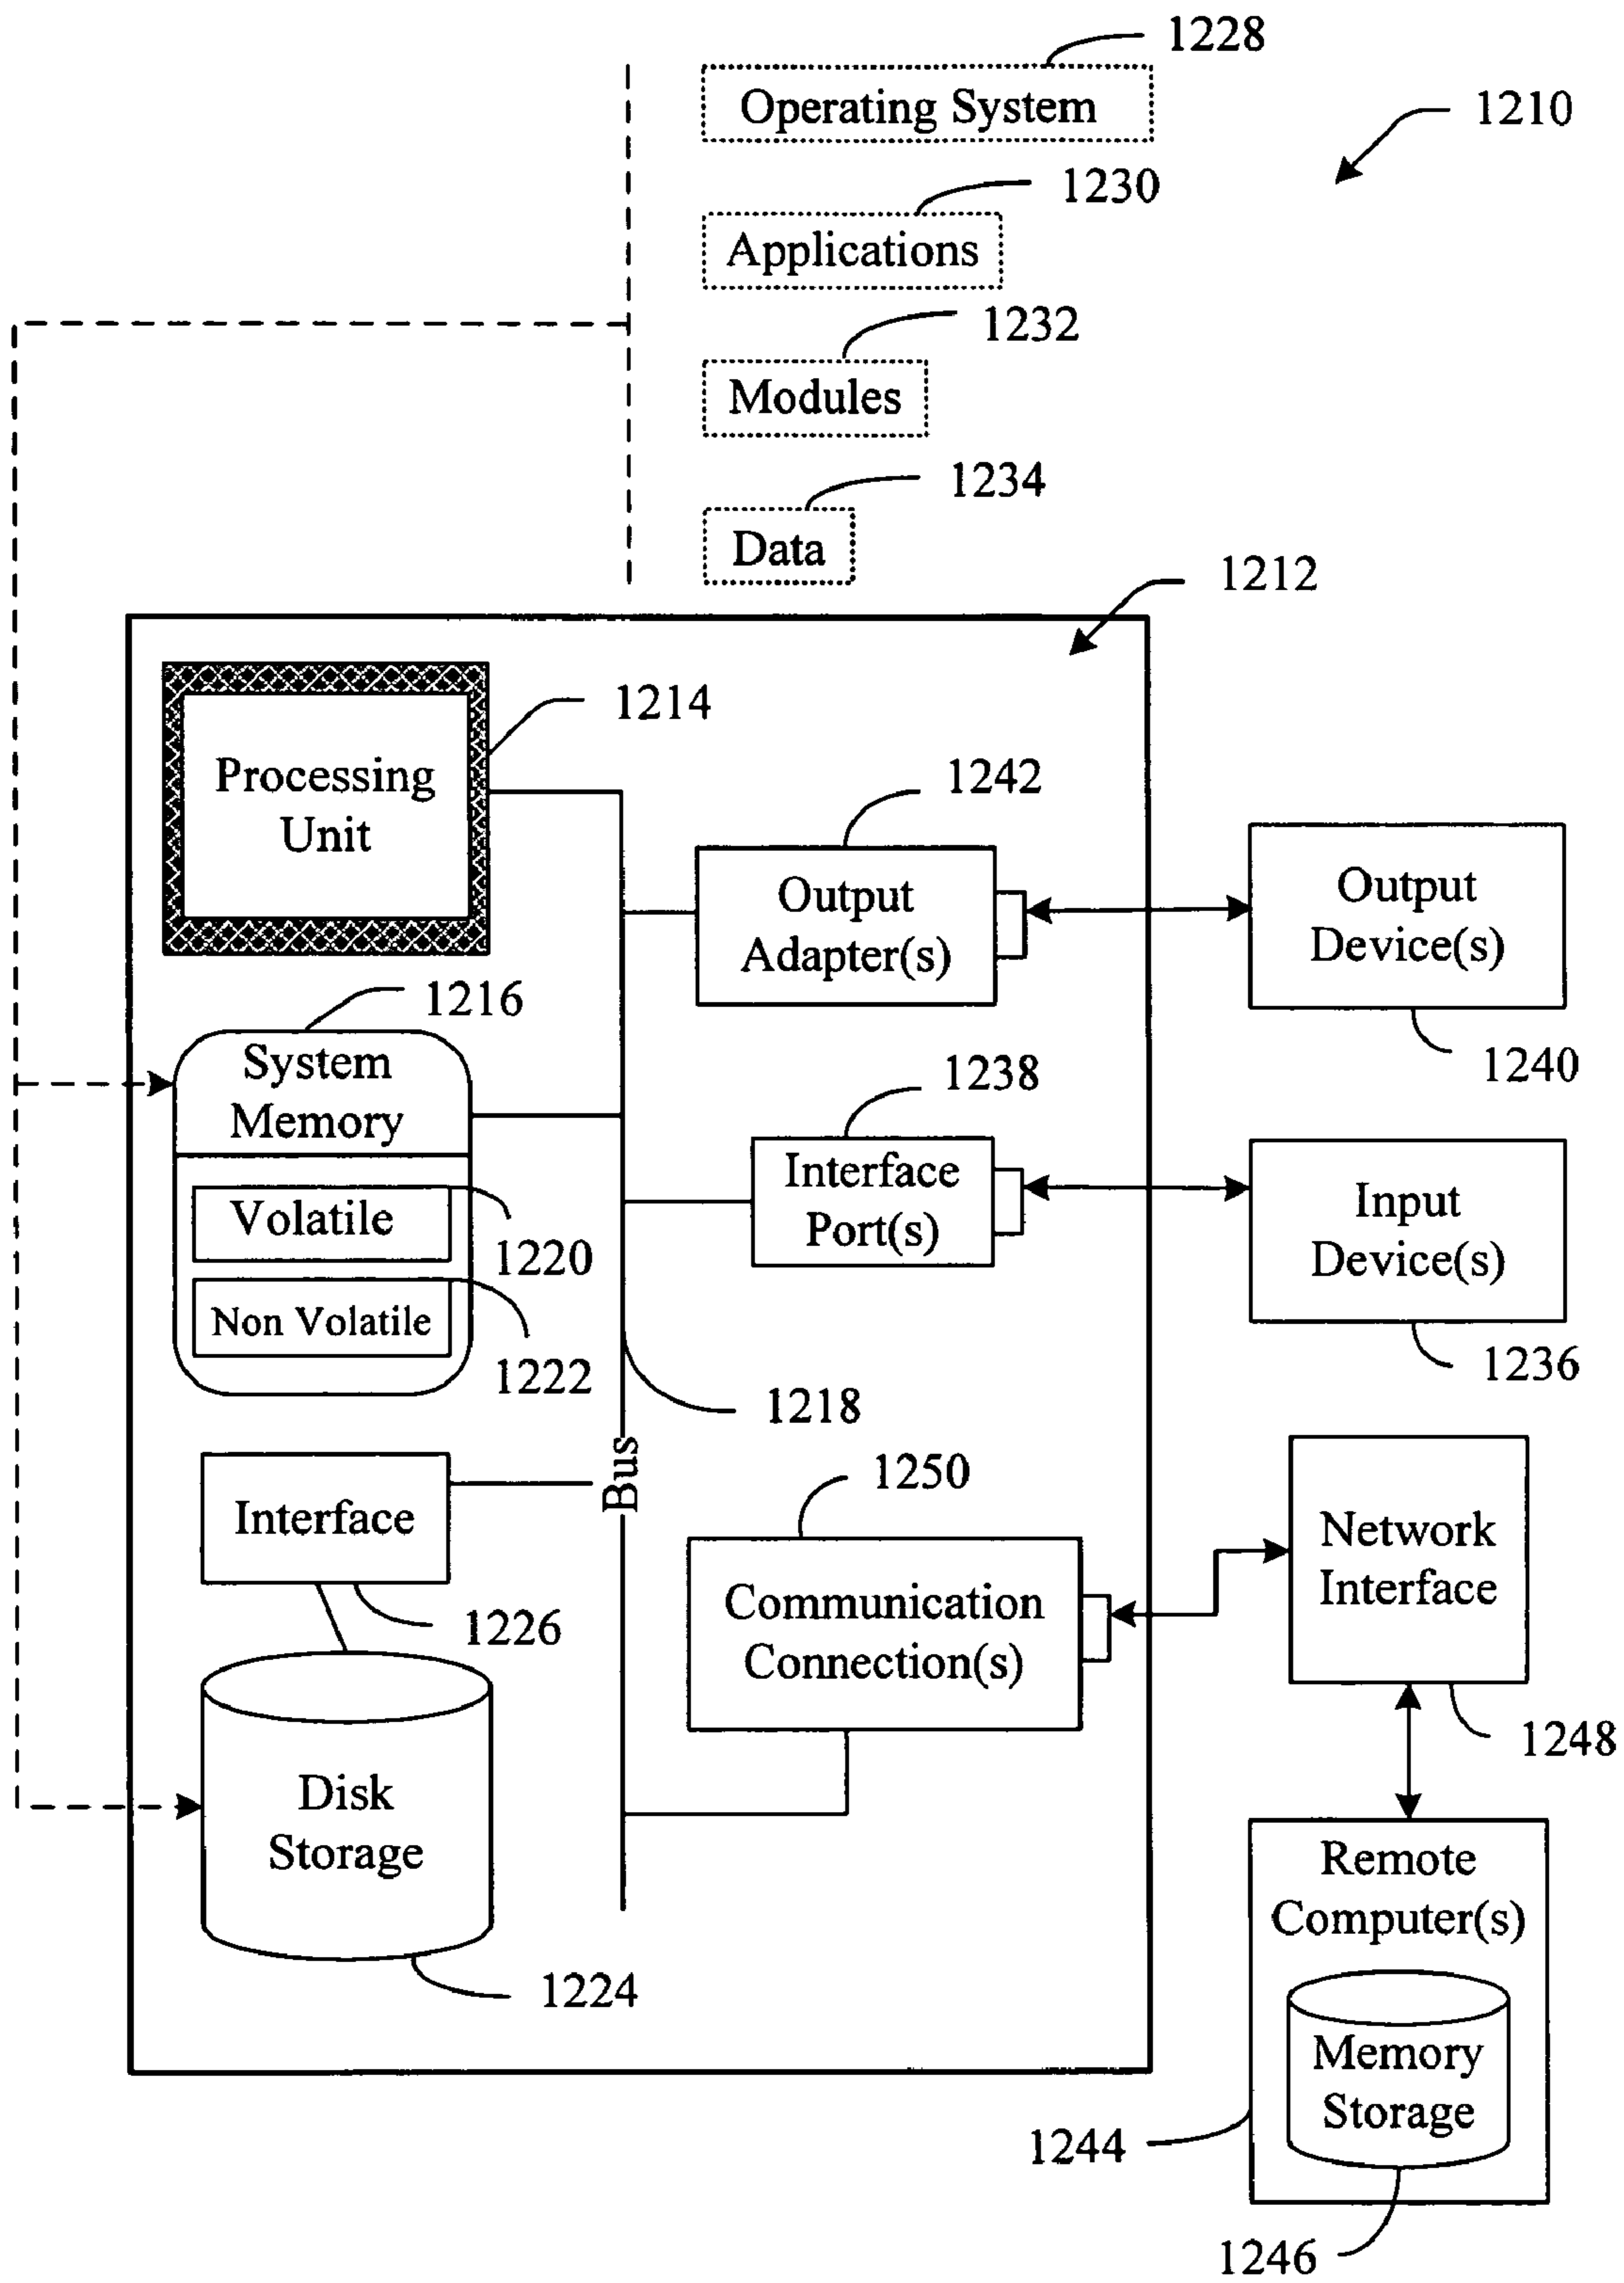 1228
Operating System
1210
1230
Applications
1232
Modules
1234
Data
1212
1214
Processing
Unit
1242
Output
Adapter(s)
Output
Device(s)
1240
1216
System
Memory
1238
Interface
Port(s)
Input
Device(s)
1236
Volatile
1220
Non Volatile
1222
1218
Bus
Interface
1226
1250
Communication
Connection(s)
Network
Interface
1248
Disk
Storage
1224
Remote
Computer(s)
Memory
Storage
1244
1246